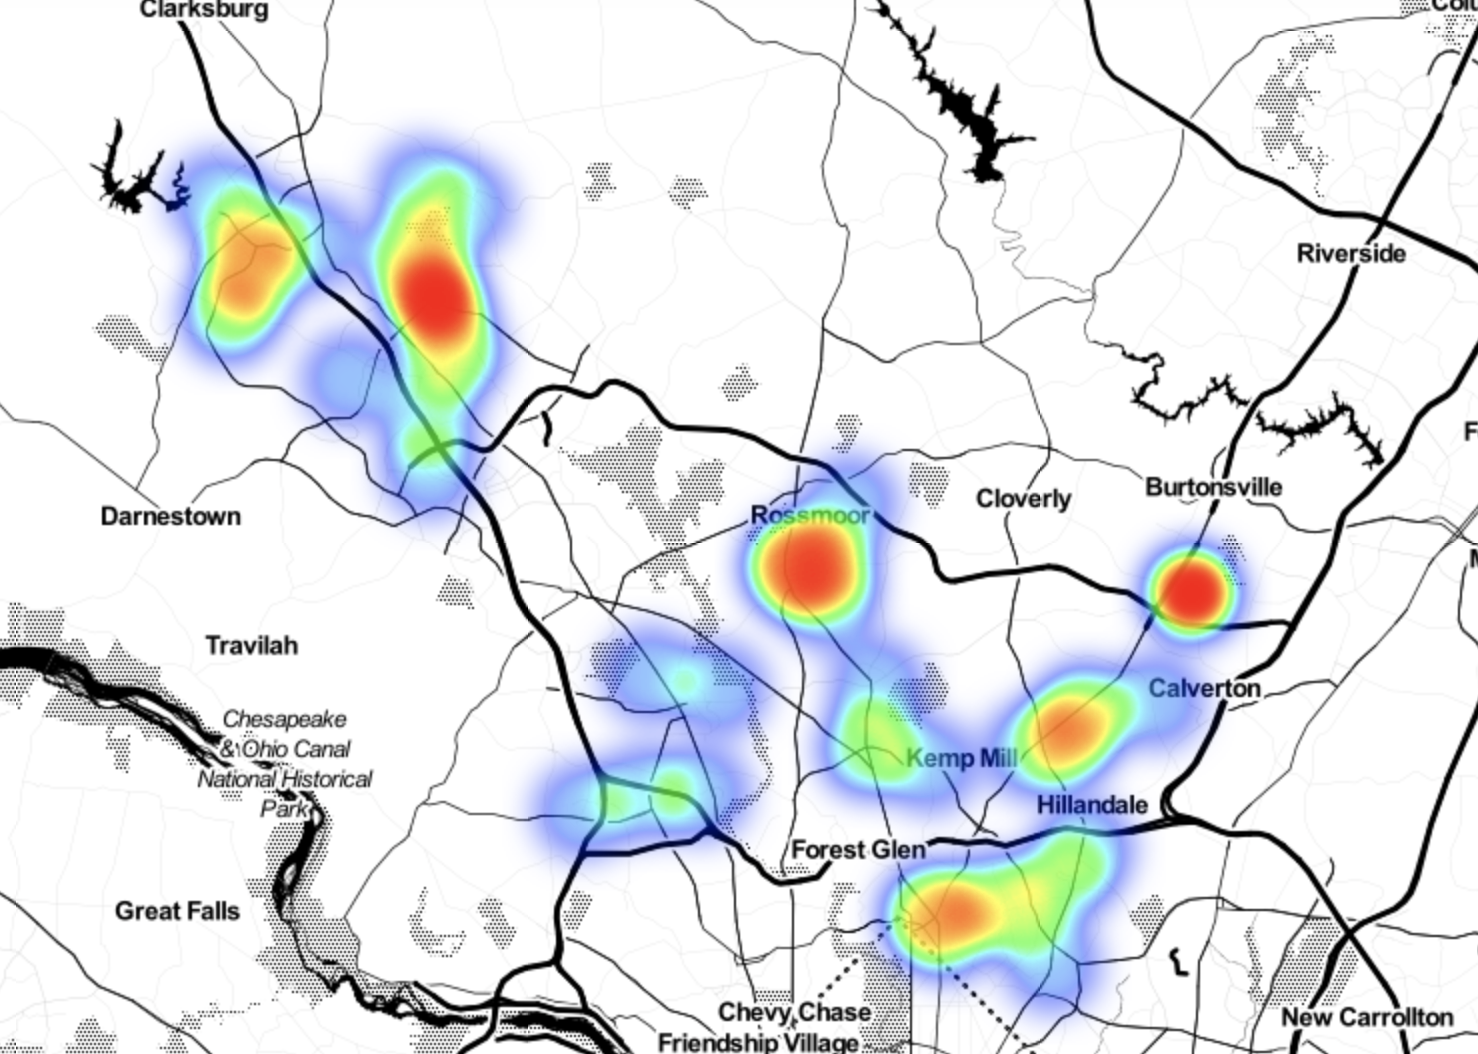 Clarksburg
Riverside
Burtonsville
Cloverly
Rossmoor
Darnestown
Travilah
Calverton
Chesapeake
& Ohio Canal
National Historical
Park
Kemp Mill
Hillandale
Forest Glen
Great Falls
Chevy Chase
Friendship Village
New Carrollton